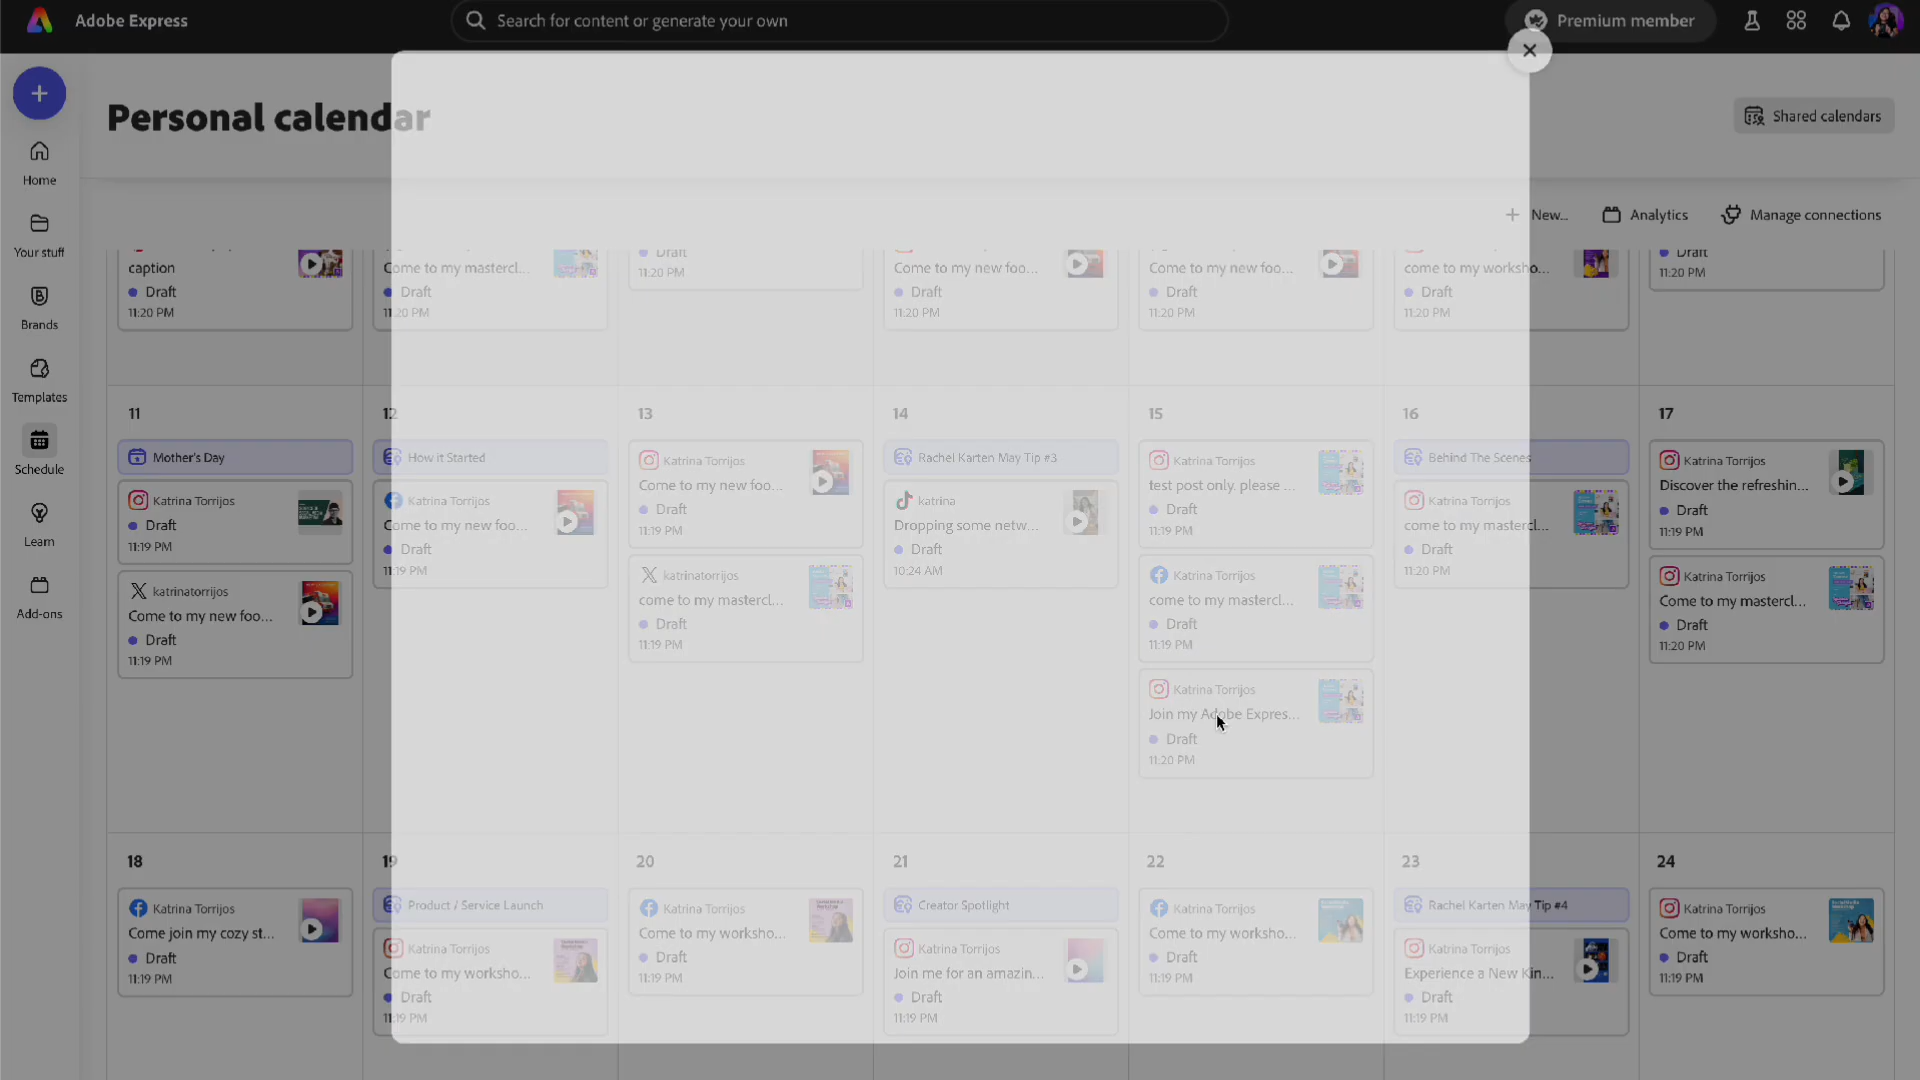 Adobe Express
Search for content or generate your own
Premium member
Personal calendar
Shared calendars
Home
Your stuff
Brands
Templates
Schedule
Learn
Add-ons
New...
Analytics
Manage connections
caption
Draft
11:20 PM
Come to my mastercl...
Draft
11:20 PM
Draft
11:20 PM
Come to my new foo...
Draft
11:20 PM
Come to my new foo...
Draft
11:20 PM
come to my worksho...
Draft
11:20 PM
Draft
11:20 PM
11
Mother's Day
Katrina Torrijos
Draft
11:19 PM
katrinatorrijos
Come to my new foo...
Draft
11:19 PM
12
How it Started
Katrina Torrijos
Come to my new foo...
Draft
11:19 PM
13
Katrina Torrijos
Come to my new foo...
Draft
11:19 PM
katrinatorrijos
come to my mastercl...
Draft
11:19 PM
14
Rachel Karten May Tip #3
katrina
Dropping some netw...
Draft
10:24 AM
15
Katrina Torrijos
test post only. please ...
Draft
11:19 PM
Katrina Torrijos
come to my mastercl...
Draft
11:19 PM
Katrina Torrijos
Join my Adobe Expres...
Draft
11:20 PM
16
Behind The Scenes
Katrina Torrijos
come to my mastercl...
Draft
11:20 PM
17
Katrina Torrijos
Discover the refreshin...
Draft
11:19 PM
Katrina Torrijos
Come to my mastercl...
Draft
11:20 PM
18
Katrina Torrijos
Come join my cozy st...
Draft
11:19 PM
19
Product / Service Launch
Katrina Torrijos
Come to my worksho...
Draft
11:19 PM
20
Katrina Torrijos
Come to my worksho...
Draft
11:19 PM
21
Creator Spotlight
Katrina Torrijos
Join me for an amazin...
Draft
11:19 PM
22
Katrina Torrijos
Come to my worksho...
Draft
11:19 PM
23
Rachel Karten May Tip #4
Katrina Torrijos
Experience a New Kin...
Draft
11:19 PM
24
Katrina Torrijos
Come to my worksho...
Draft
11:19 PM